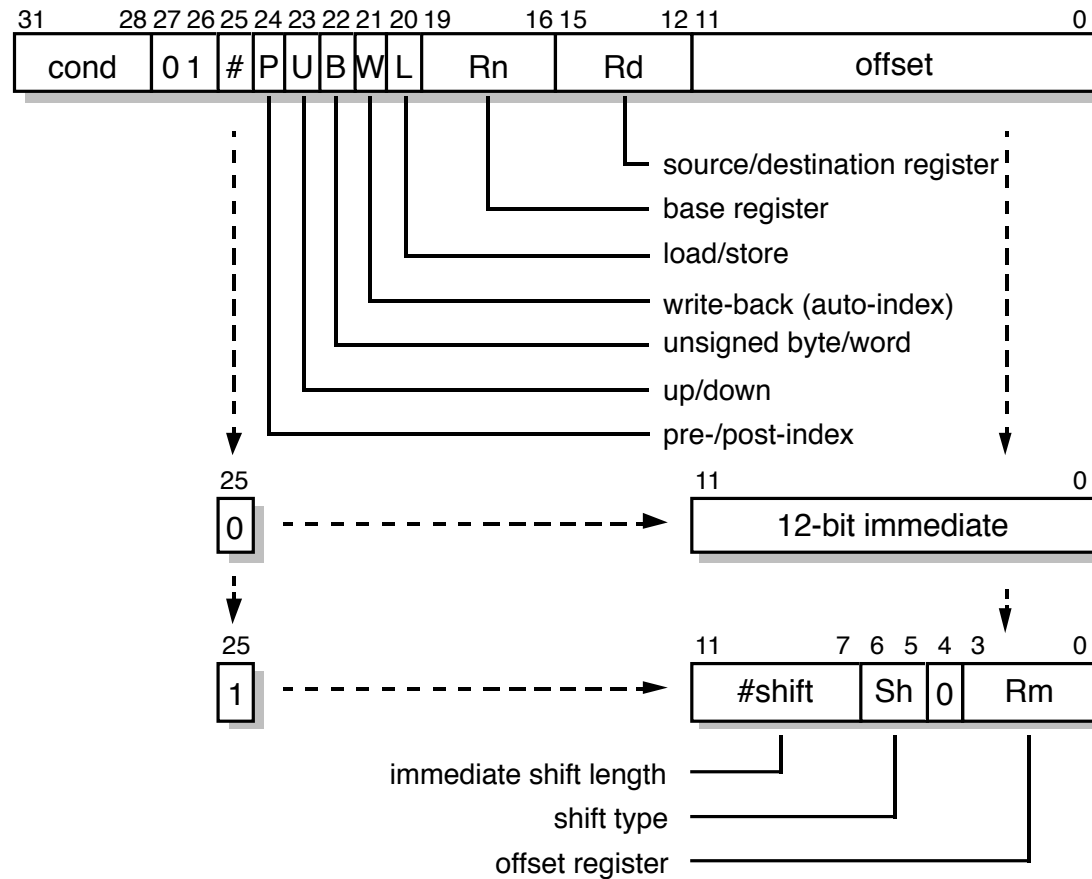 31 28 27 26 25 24 23 22 21 20 19 16 15 12 11 0
cond 0 1 # P U B W L Rn Rd offset
source/destination register
base register
load/store
write-back (auto-index)
unsigned byte/word
up/down
pre-/post-index
25 11 0
0 12-bit immediate
25 11 7 6 5 4 3 0
1 #shift Sh 0 Rm
immediate shift length
shift type
offset register